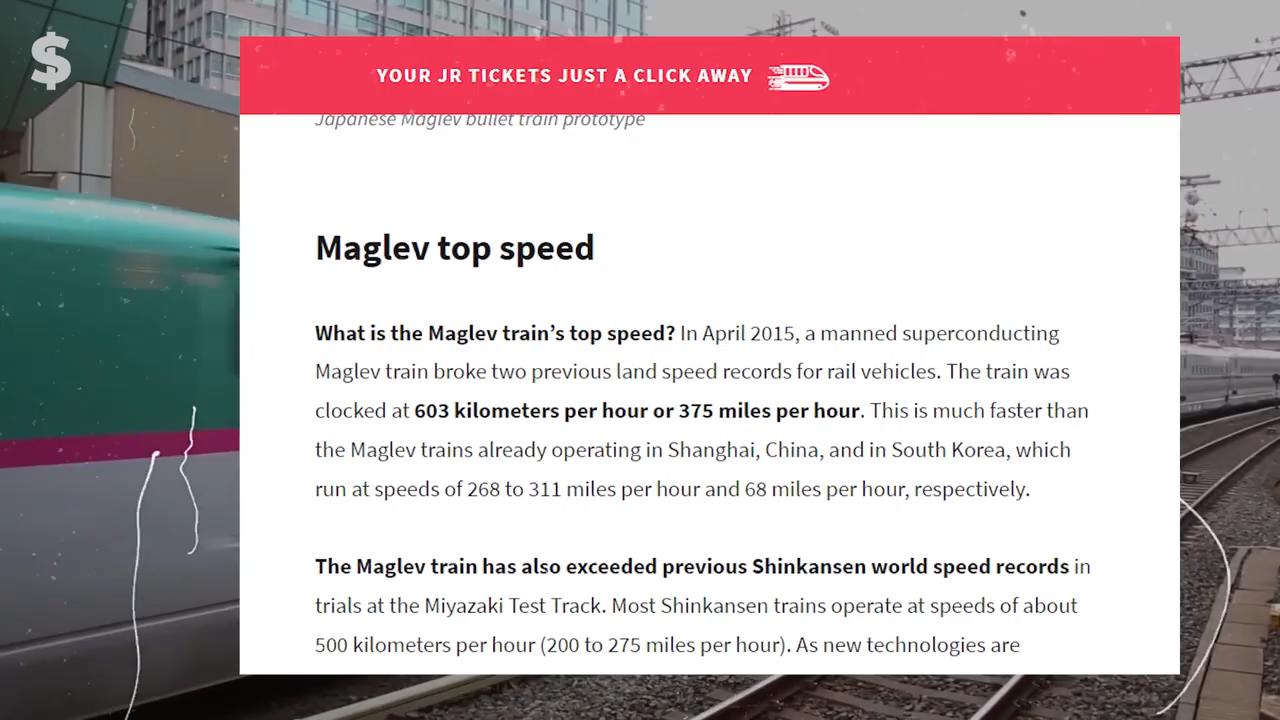 $
YOUR JR TICKETS JUST A CLICK AWAY
Japanese Maglev bullet train prototype
Maglev top speed
What is the Maglev train’s top speed? In April 2015, a manned superconducting
Maglev train broke two previous land speed records for rail vehicles. The train was
clocked at 603 kilometers per hour or 375 miles per hour. This is much faster than
the Maglev trains already operating in Shanghai, China, and in South Korea, which
run at speeds of 268 to 311 miles per hour and 68 miles per hour, respectively.
The Maglev train has also exceeded previous Shinkansen world speed records in
trials at the Miyazaki Test Track. Most Shinkansen trains operate at speeds of about
500 kilometers per hour (200 to 275 miles per hour). As new technologies are